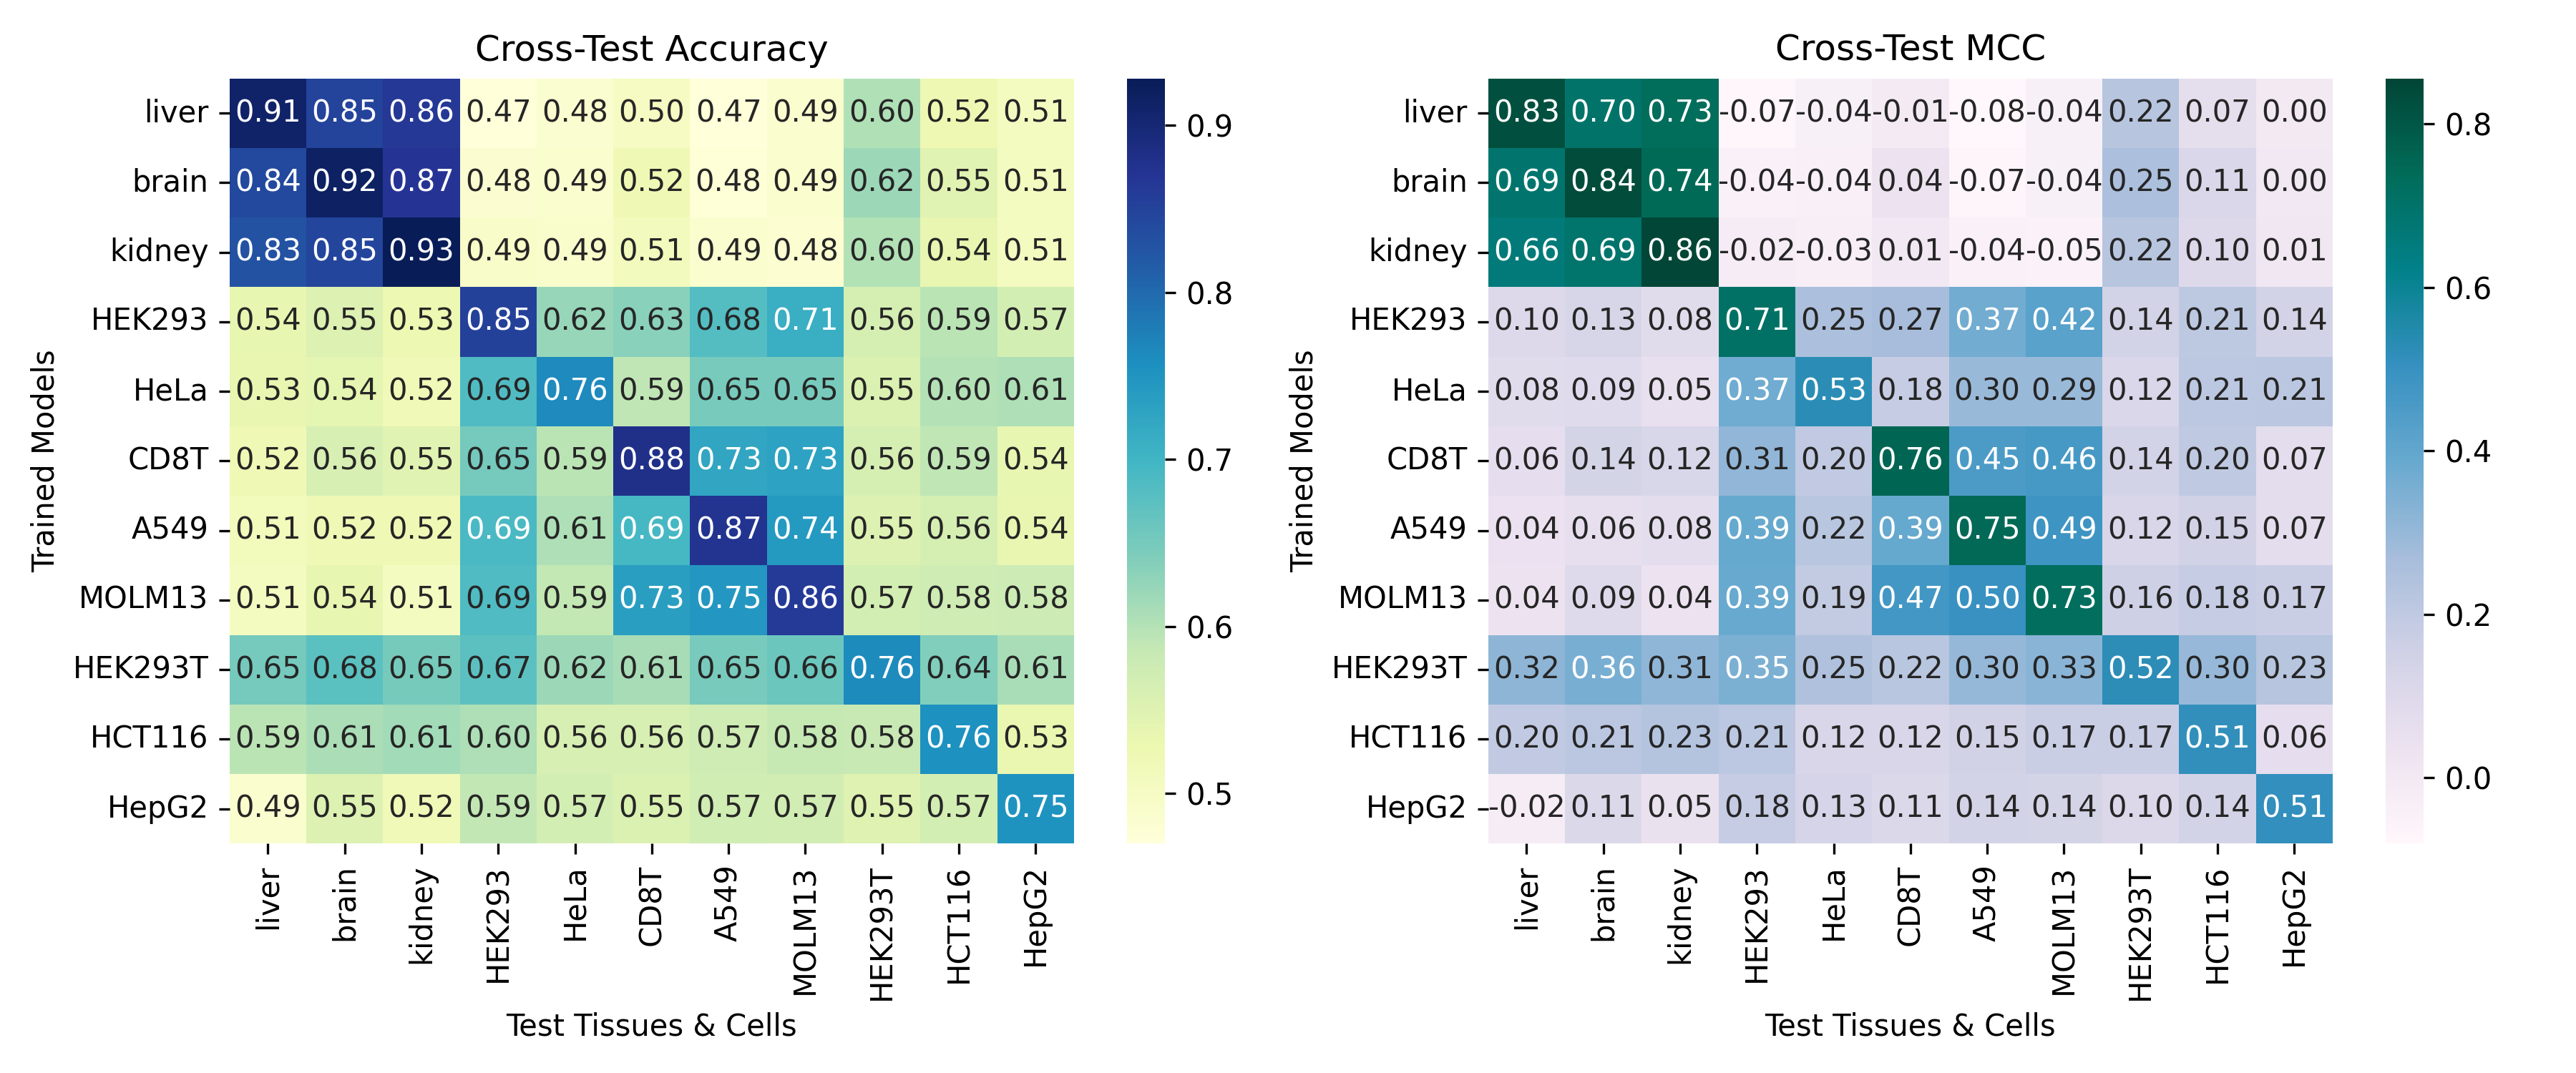 Cross-Test Accuracy
Trained Models
liver 0.91 0.85 0.86 0.47 0.48 0.50 0.47 0.49 0.60 0.52 0.51
brain 0.84 0.92 0.87 0.48 0.49 0.52 0.48 0.49 0.62 0.55 0.51
kidney 0.83 0.85 0.93 0.49 0.49 0.51 0.49 0.48 0.60 0.54 0.51
HEK293 0.54 0.55 0.53 0.85 0.62 0.63 0.68 0.71 0.56 0.59 0.57
HeLa 0.53 0.54 0.52 0.69 0.76 0.59 0.65 0.65 0.55 0.60 0.61
CD8T 0.52 0.56 0.55 0.65 0.59 0.88 0.73 0.73 0.56 0.59 0.54
A549 0.51 0.52 0.52 0.69 0.61 0.69 0.87 0.74 0.55 0.56 0.54
MOLM13 0.51 0.54 0.51 0.69 0.59 0.73 0.75 0.86 0.57 0.58 0.58
HEK293T 0.65 0.68 0.65 0.67 0.62 0.61 0.65 0.66 0.76 0.64 0.61
HCT116 0.59 0.61 0.61 0.60 0.56 0.56 0.57 0.58 0.58 0.76 0.53
HepG2 0.49 0.55 0.52 0.59 0.57 0.55 0.57 0.57 0.55 0.57 0.75
liver brain kidney HEK293 HeLa CD8T A549 MOLM13 HEK293T HCT116 HepG2
Test Tissues & Cells
0.9
0.8
0.7
0.6
0.5
Cross-Test MCC
Trained Models
liver 0.83 0.70 0.73 -0.07 -0.04 -0.01 -0.08 -0.04 0.22 0.07 0.00
brain 0.69 0.84 0.74 -0.04 -0.04 0.04 -0.07 -0.04 0.25 0.11 0.00
kidney 0.66 0.69 0.86 -0.02 -0.03 0.01 -0.04 -0.05 0.22 0.10 0.01
HEK293 0.10 0.13 0.08 0.71 0.25 0.27 0.37 0.42 0.14 0.21 0.14
HeLa 0.08 0.09 0.05 0.37 0.53 0.18 0.30 0.29 0.12 0.21 0.21
CD8T 0.06 0.14 0.12 0.31 0.20 0.76 0.45 0.46 0.14 0.20 0.07
A549 0.04 0.06 0.08 0.39 0.22 0.39 0.75 0.49 0.12 0.15 0.07
MOLM13 0.04 0.09 0.04 0.39 0.19 0.47 0.50 0.73 0.16 0.18 0.17
HEK293T 0.32 0.36 0.31 0.35 0.25 0.22 0.30 0.33 0.52 0.30 0.23
HCT116 0.20 0.21 0.23 0.21 0.12 0.12 0.15 0.17 0.17 0.51 0.06
HepG2 -0.02 0.11 0.05 0.18 0.13 0.11 0.14 0.14 0.10 0.14 0.51
liver brain kidney HEK293 HeLa CD8T A549 MOLM13 HEK293T HCT116 HepG2
Test Tissues & Cells
0.8
0.6
0.4
0.2
0.0